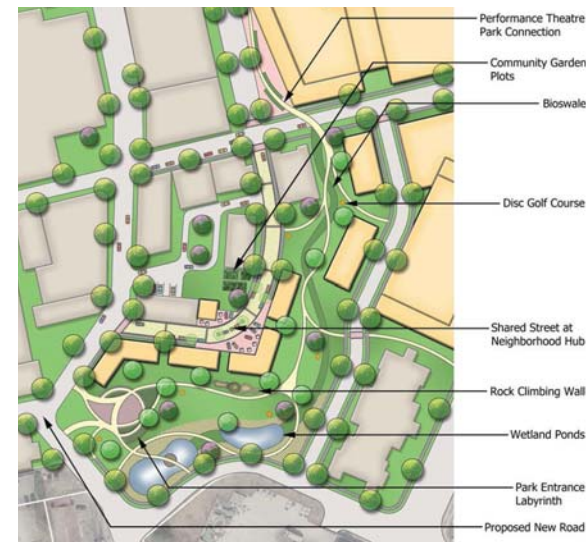 Performance Theatre
Park Connection
Community Garden
Plots
Bioswale
Disc Golf Course
Shared Street at
Neighborhood Hub
Rock Climbing Wall
Wetland Ponds
Park Entrance
Labyrinth
Proposed New Road